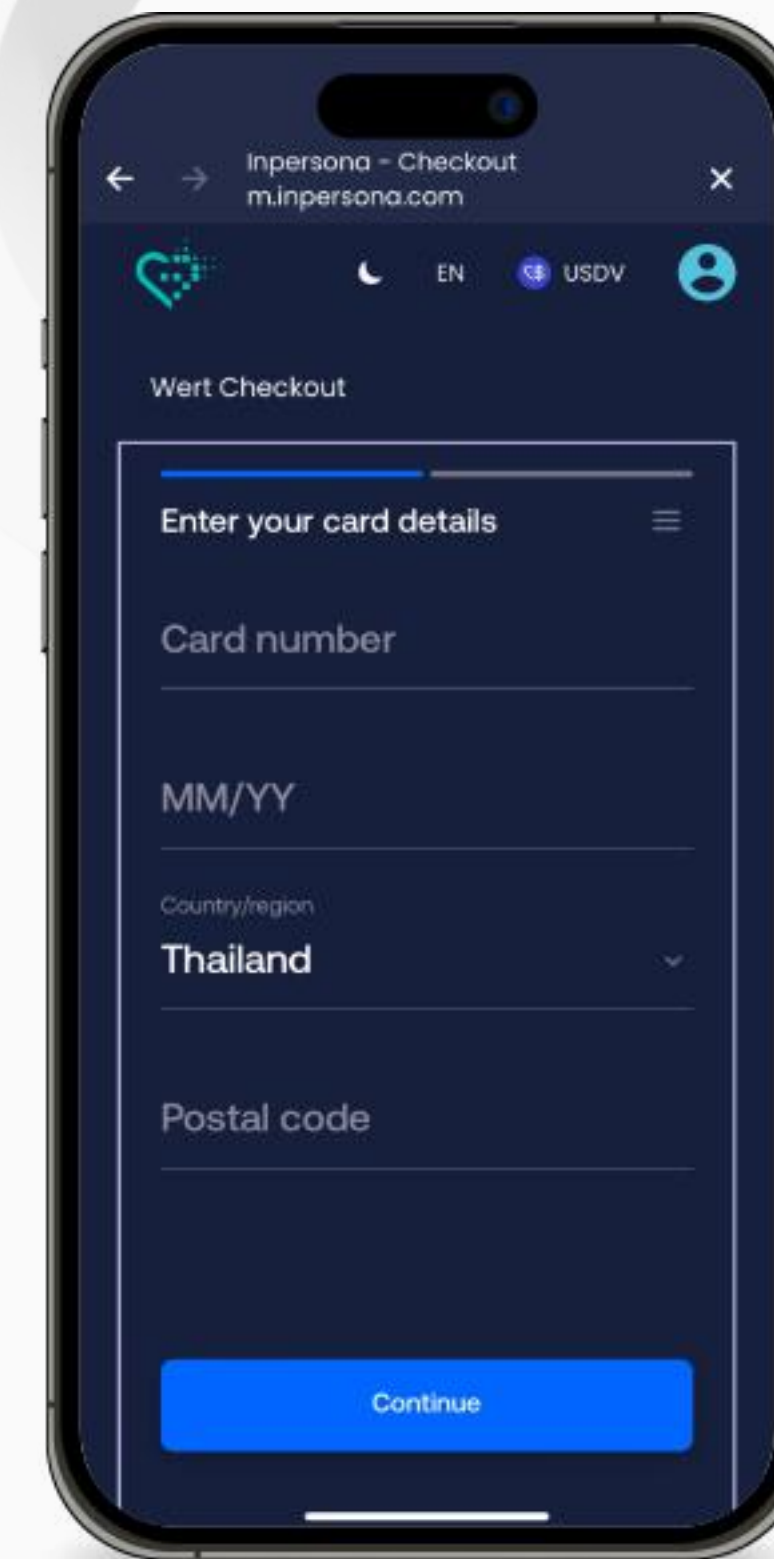 Inpersona - Checkout
m.inpersona.com
EN
USDV
Wert Checkout
Enter your card details
Card number
MM/YY
Country/region
Thailand
Postal code
Continue